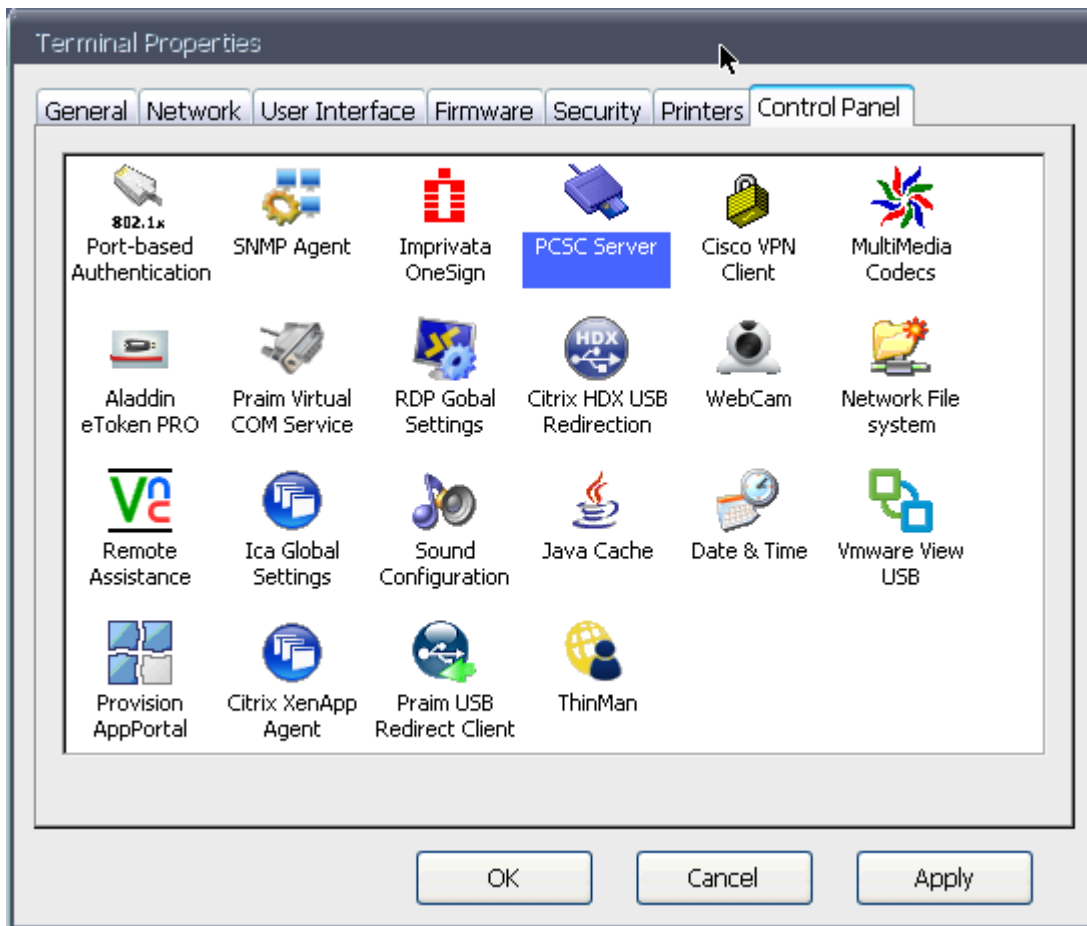 Terminal Properties
General Network User Interface Firmware Security Printers Control Panel
802.1x
Port-based Authentication
SNMP Agent
Imprivata OneSign
PCSC Server
Cisco VPN Client
MultiMedia Codecs
Aladdin eToken PRO
Praim Virtual COM Service
RDP Gobal Settings
HDX
Citrix HDX USB Redirection
WebCam
Network File system
Vnc
Remote Assistance
Ica Global Settings
Sound Configuration
Java Cache
Date & Time
Vmware View USB
Provision AppPortal
Citrix XenApp Agent
Praim USB Redirect Client
ThinMan
OK Cancel Apply